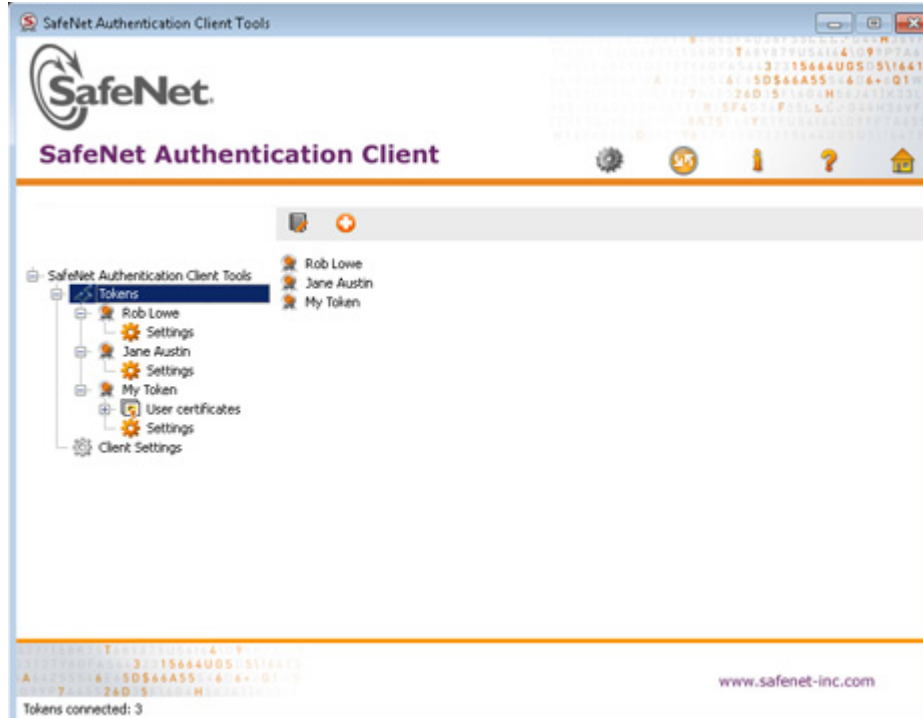 SafeNet Authentication Client Tools
SafeNet.
SafeNet Authentication Client
SafeNet Authentication Client Tools
Tokens
Rob Lowe
Settings
Jane Austin
Settings
My Token
User certificates
Settings
Client Settings
Rob Lowe
Jane Austin
My Token
www.safenet-inc.com
Tokens connected: 3